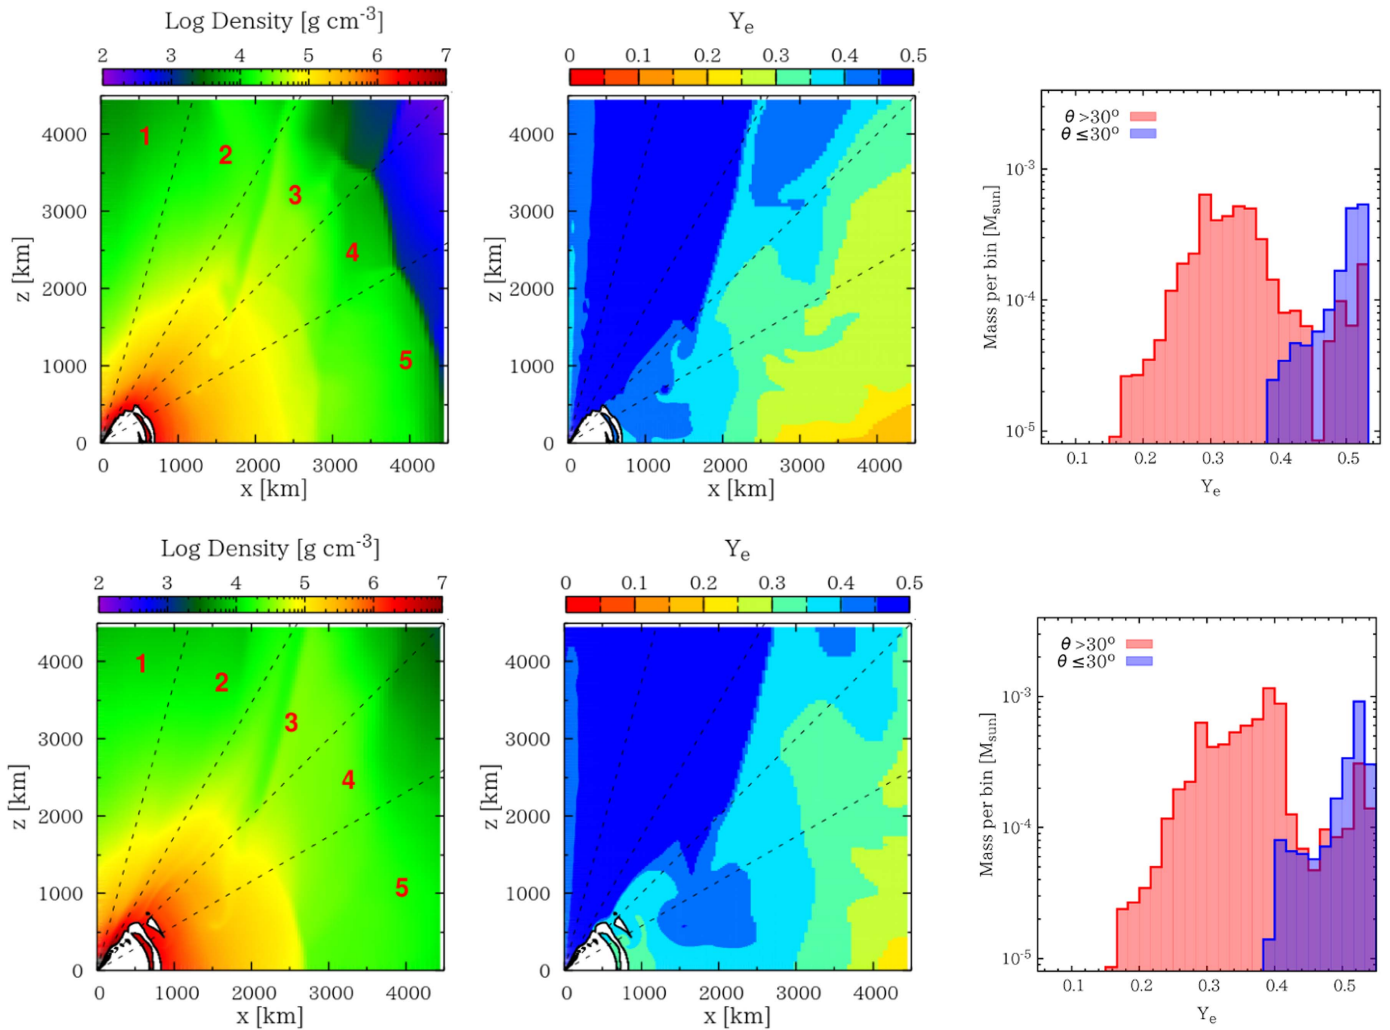 Log Density [g cm-3]
2 3 4 5 6 7
4000
3000
2000
1000
0
z [km]
1
2
3
4
5
0 1000 2000 3000 4000
x [km]
Ye
0 0.1 0.2 0.3 0.4 0.5
4000
3000
2000
1000
0
z [km]
0 1000 2000 3000 4000
x [km]
θ >30º
θ ≤30º
10-3
10-4
10-5
Mass per bin [Msun]
0.1 0.2 0.3 0.4 0.5
Ye
Log Density [g cm-3]
2 3 4 5 6 7
4000
3000
2000
1000
0
z [km]
1
2
3
4
5
0 1000 2000 3000 4000
x [km]
Ye
0 0.1 0.2 0.3 0.4 0.5
4000
3000
2000
1000
0
z [km]
0 1000 2000 3000 4000
x [km]
θ >30º
θ ≤30º
10-3
10-4
10-5
Mass per bin [Msun]
0.1 0.2 0.3 0.4 0.5
Ye